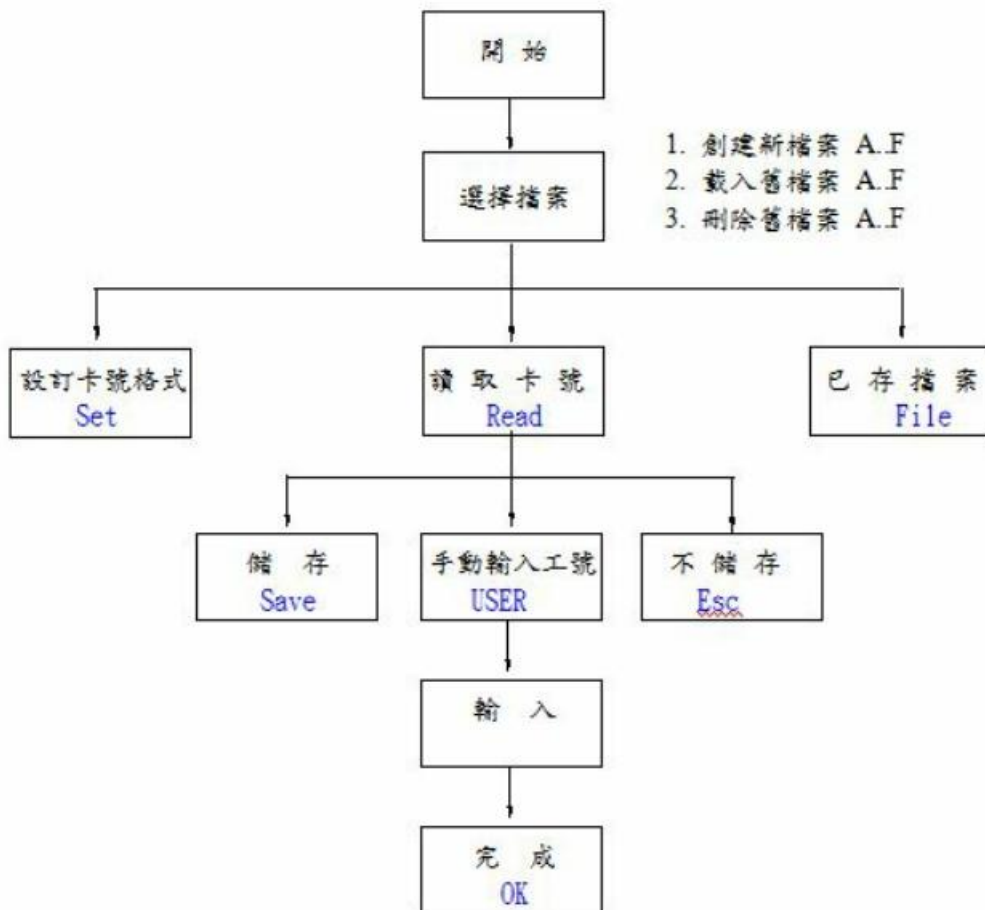 開 始
選擇檔案
1. 創建新檔案 A..F
2. 載入舊檔案 A..F
3. 刪除舊檔案 A..F
設訂卡號格式
Set
讀 取 卡 號
Read
已 存 檔 案
File
儲 存
Save
手動輸入工號
USER
不 儲 存
Esc
輸 入
完 成
OK